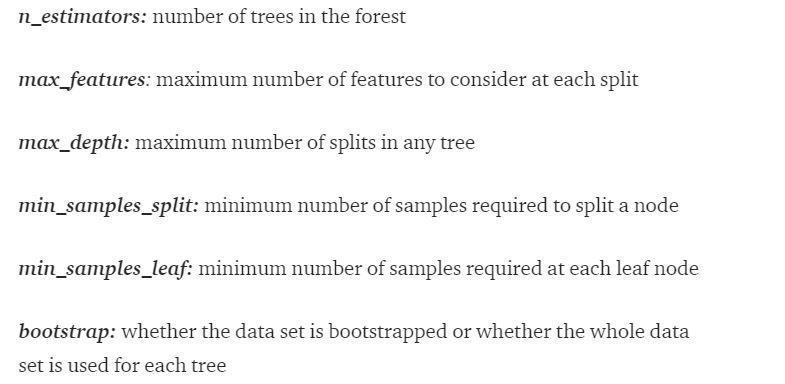 n_estimators: number of trees in the forest
max_features: maximum number of features to consider at each split
max_depth: maximum number of splits in any tree
min_samples_split: minimum number of samples required to split a node
min_samples_leaf: minimum number of samples required at each leaf node
bootstrap: whether the data set is bootstrapped or whether the whole data
set is used for each tree